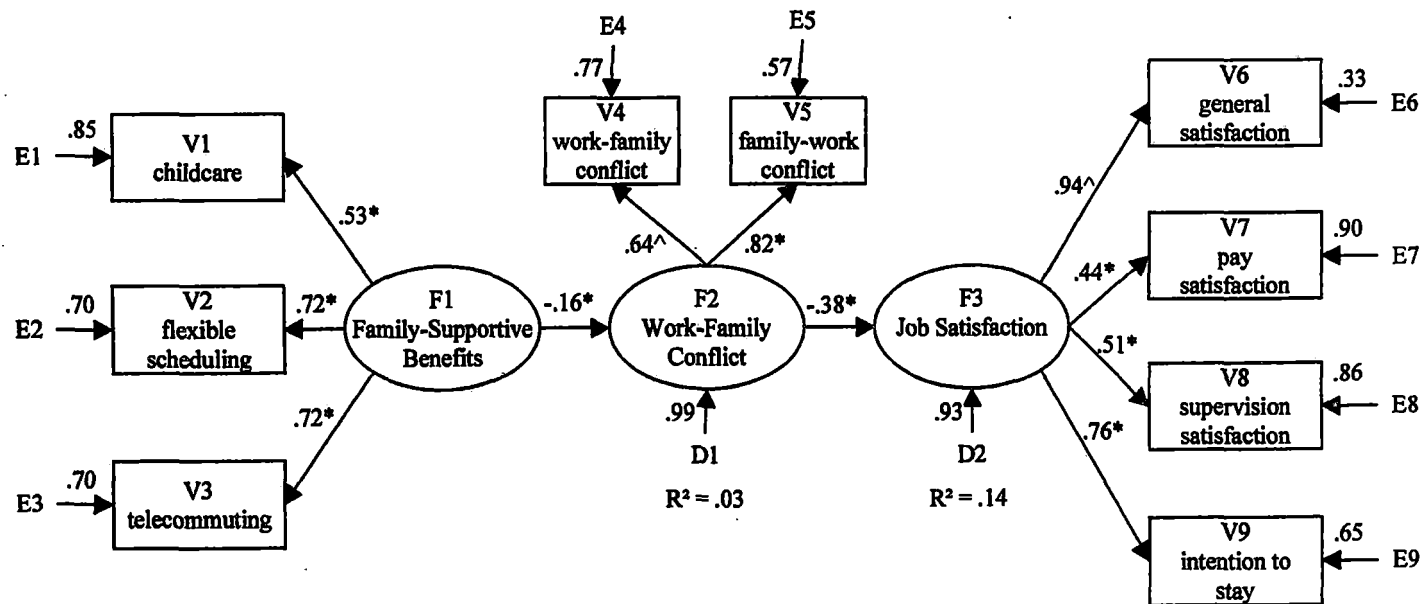 E4
E5
.77
.57
V4
work-family
conflict
V5
family-work
conflict
V6
general
satisfaction
.33
E6
.85
E1
V1
childcare
.53*
.64^
.82*
.94^
V7
pay
satisfaction
.90
E7
.44*
.70
E2
V2
flexible
scheduling
.72*
F1
Family-Supportive
Benefits
-.16*
F2
Work-Family
Conflict
-.38*
F3
Job Satisfaction
.51*
V8
supervision
satisfaction
.86
E8
.72*
.99
.93
.76*
D1
D2
.70
E3
V3
telecommuting
R² = .03
R² = .14
V9
intention to
stay
.65
E9